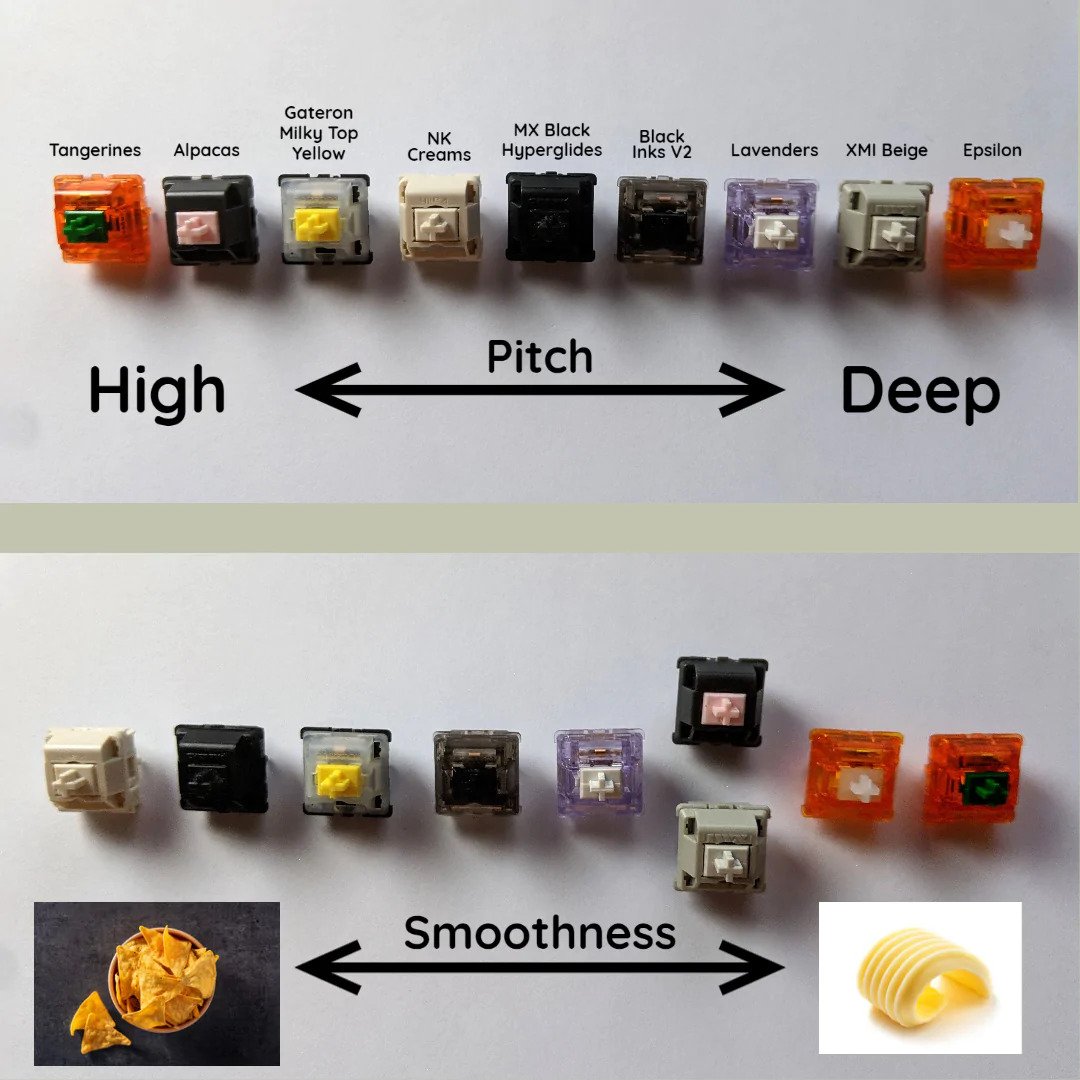 Tangerines
Alpacas
Gateron
Milky Top
Yellow
NK
Creams
MX Black
Hyperglides
Black
Inks V2
Lavenders
XMI Beige
Epsilon
High
Pitch
Deep
Smoothness